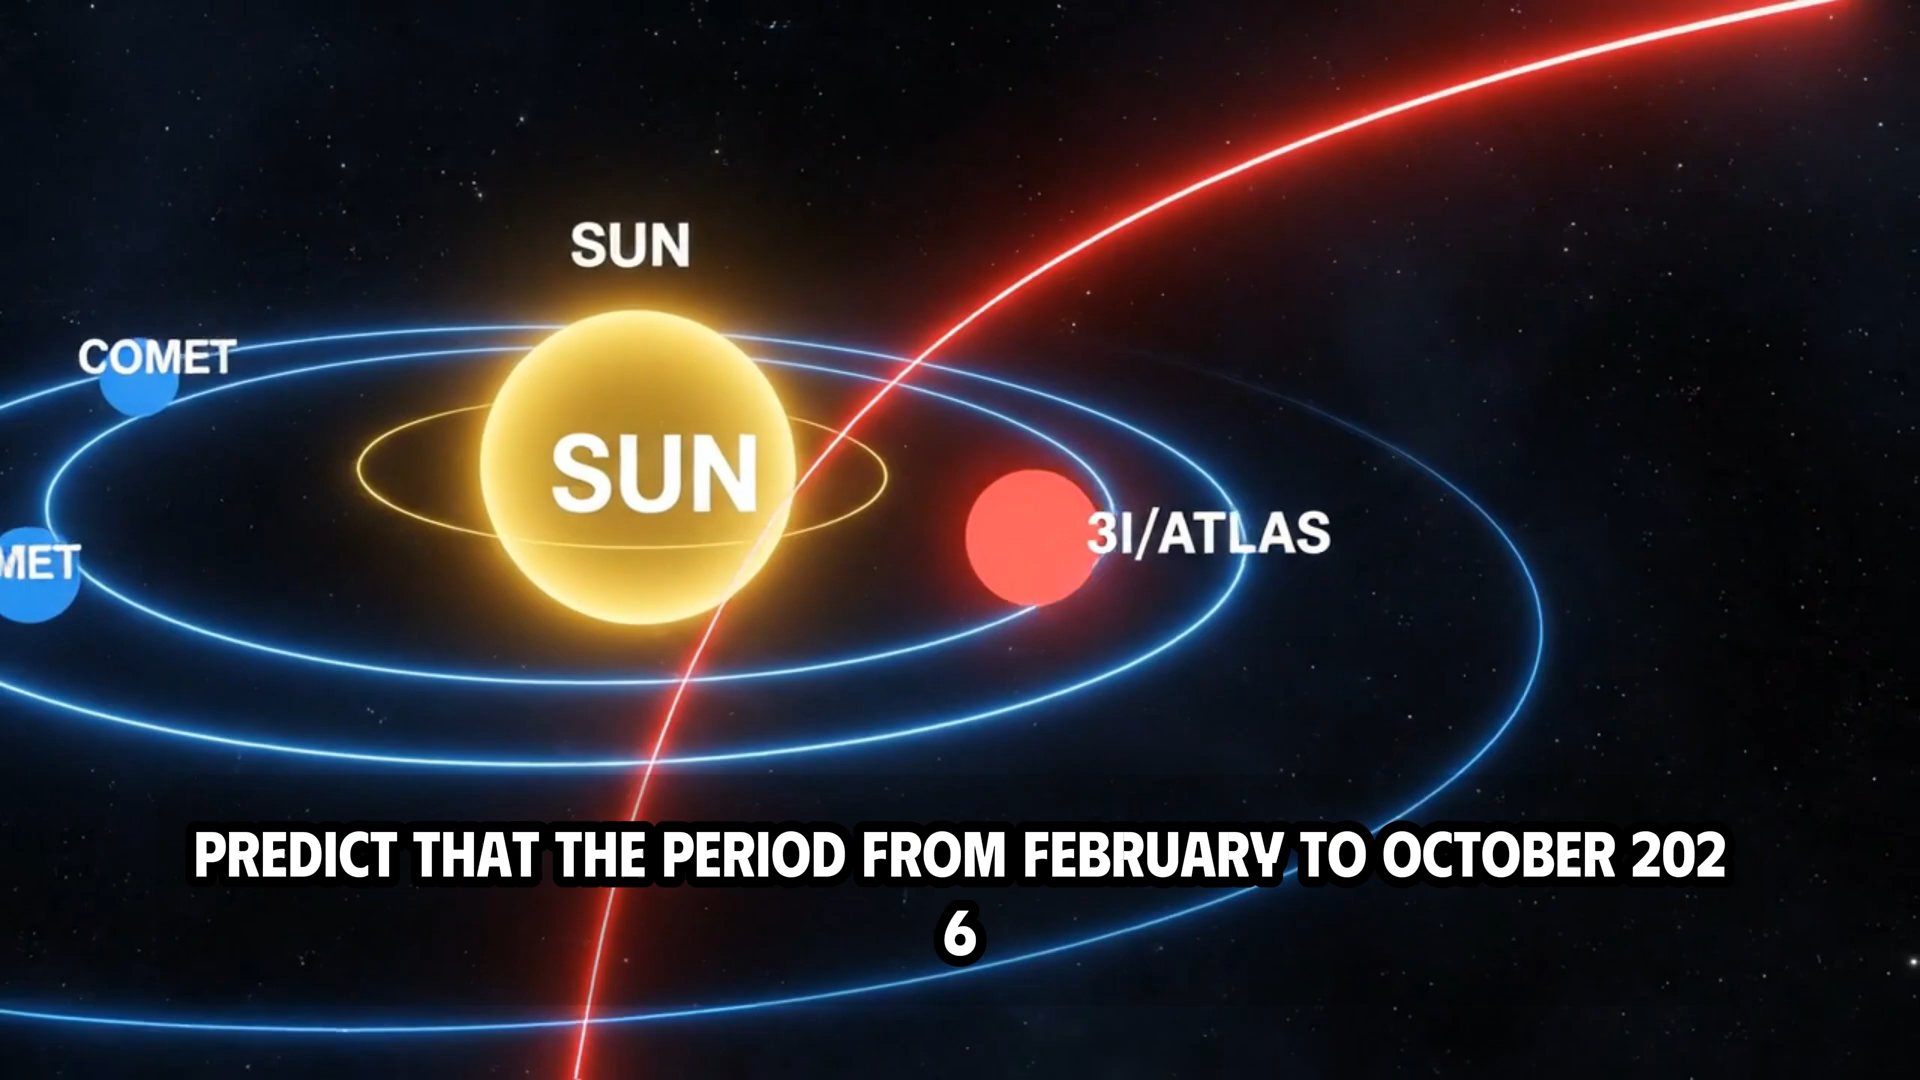 SUN
COMET
SUN
3I/ATLAS
MET
PREDICT THAT THE PERIOD FROM FEBRUARY TO OCTOBER 202
6